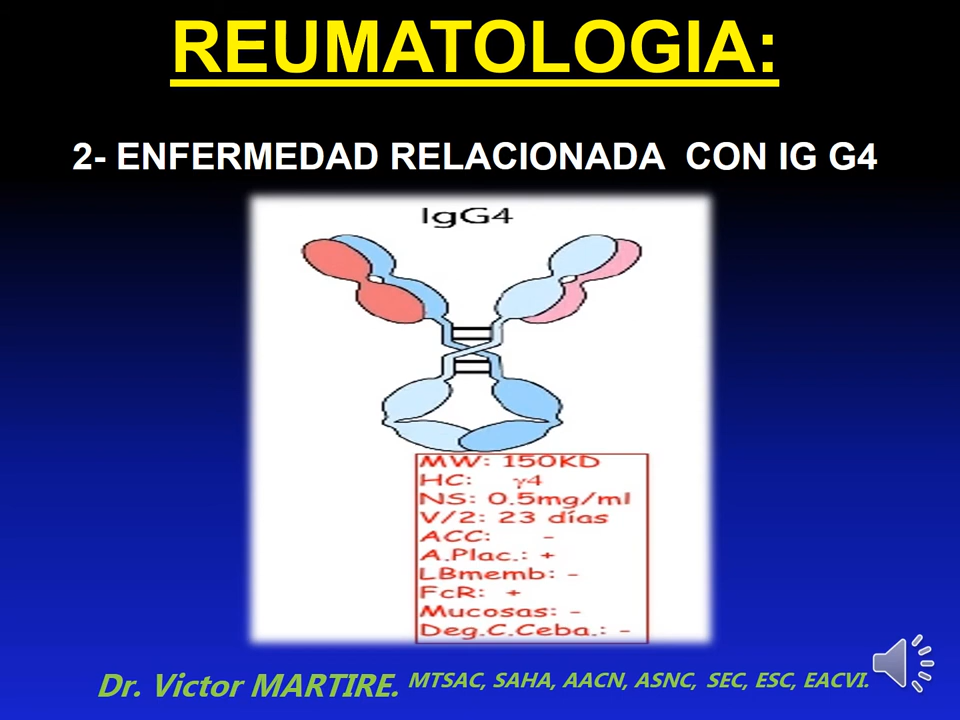 REUMATOLOGIA:
2- ENFERMEDAD RELACIONADA CON IG G4
IgG4
MW: 150KD
HC: γ4
NS: 0.5mg/ml
V/2: 23 días
ACC: -
A.Plac.: +
LBmemb: -
FcR: +
Mucosas: -
Deg.C.Ceba.: -
Dr. Victor MARTIRE. MTSAC, SAHA, AACN, ASNC, SEC, ESC, EACVI.